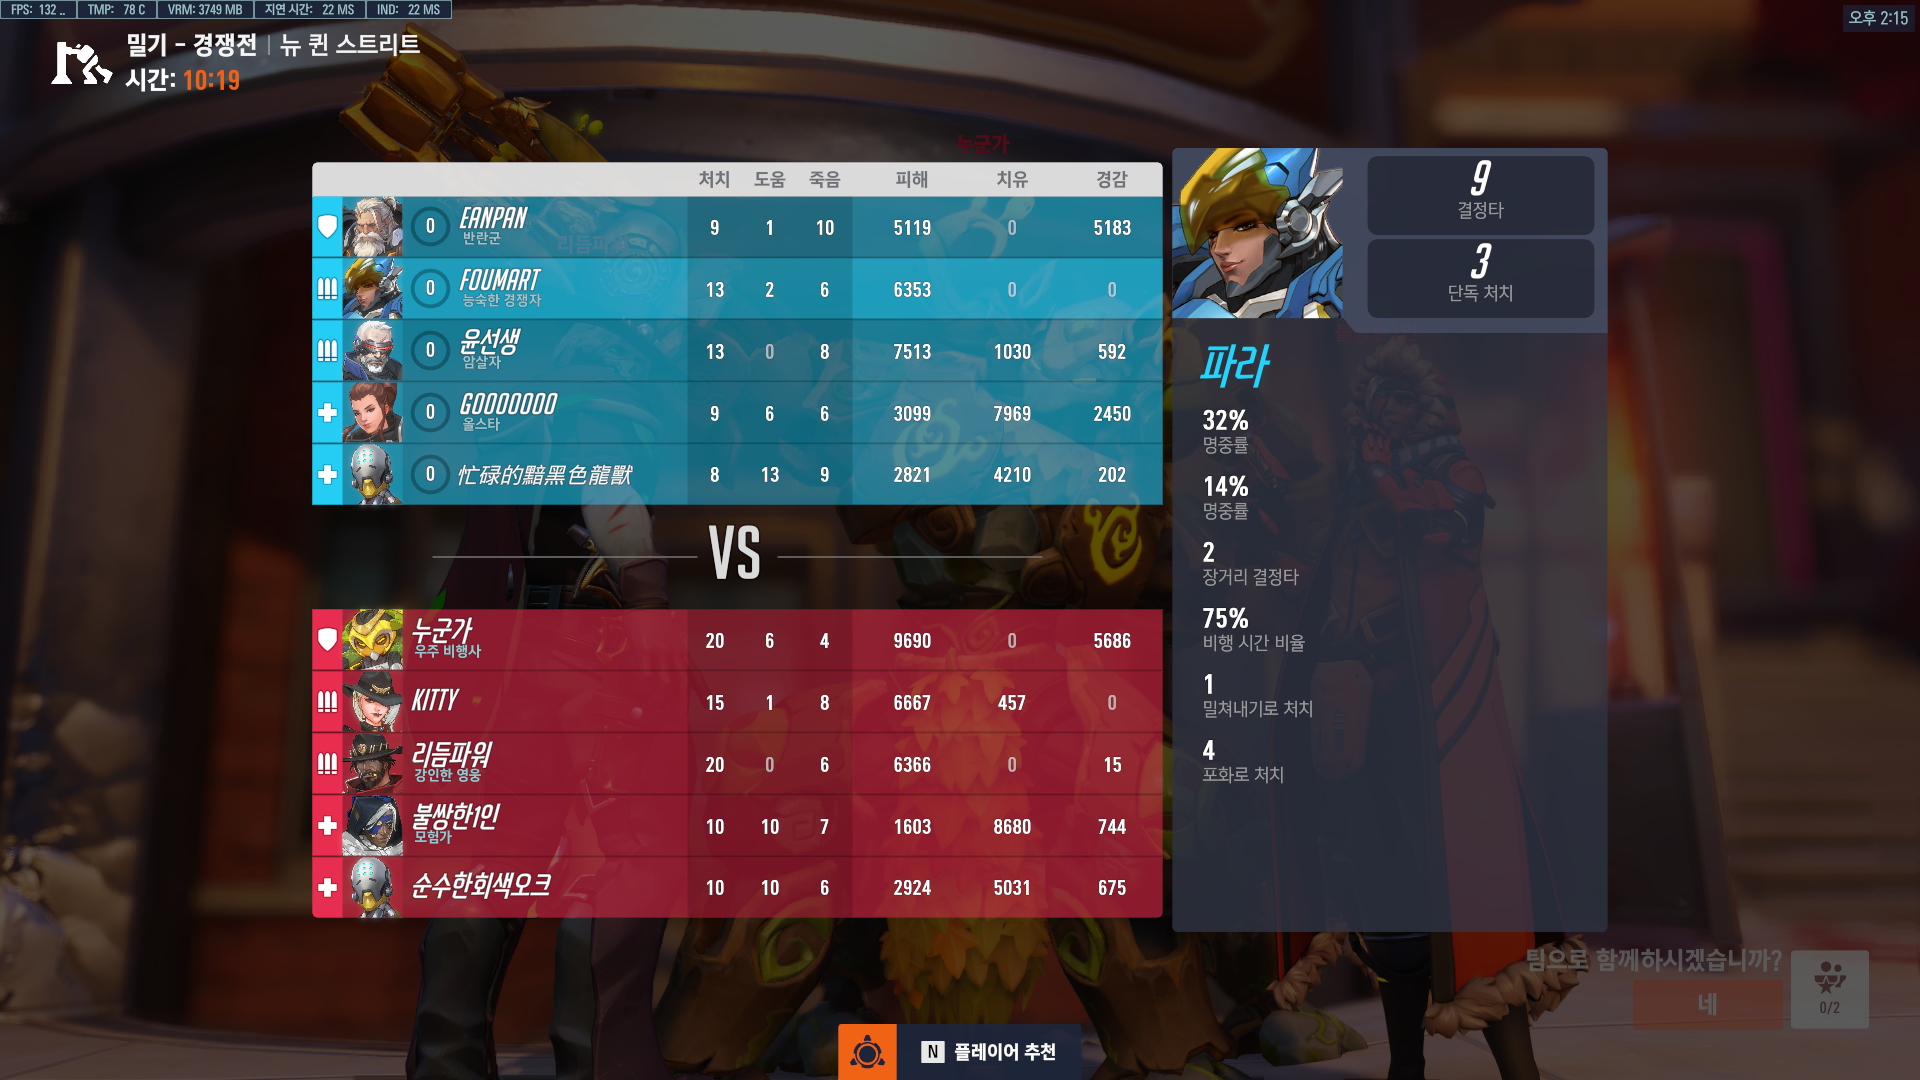 FPS: 132 .. TMP: 78 C VRM: 3749 MB 지연 시간: 22 MS IND: 22 MS
오후 2:15
밀기 - 경쟁전 | 뉴 퀸 스트리트
시간: 10:19
누군가
처치 도움 죽음 피해 치유 경감
0 EANPAN 9 1 10 5119 0 5183
반란군
리듬파워
0 FOUMART 13 2 6 6353 0 0
능숙한 경쟁자
0 윤선생 13 0 8 7513 1030 592
암살자
0 GOOOOOOO 9 6 6 3099 7969 2450
올스타
0 忙碌的黯黑色龍獸 8 13 9 2821 4210 202
VS
누군가 20 6 4 9690 0 5686
우주 비행사
KITTY 15 1 8 6667 457 0
리듬파워 20 0 6 6366 0 15
강인한 영웅
불쌍한1인 10 10 7 1603 8680 744
모험가
순수한회색오크 10 10 6 2924 5031 675
9
결정타
3
단독 처치
파라
32%
명중률
14%
명중률
2
장거리 결정타
75%
비행 시간 비율
1
밀쳐내기로 처치
4
포화로 처치
팀으로 함께하시겠습니까?
네
0/2
N 플레이어 추천